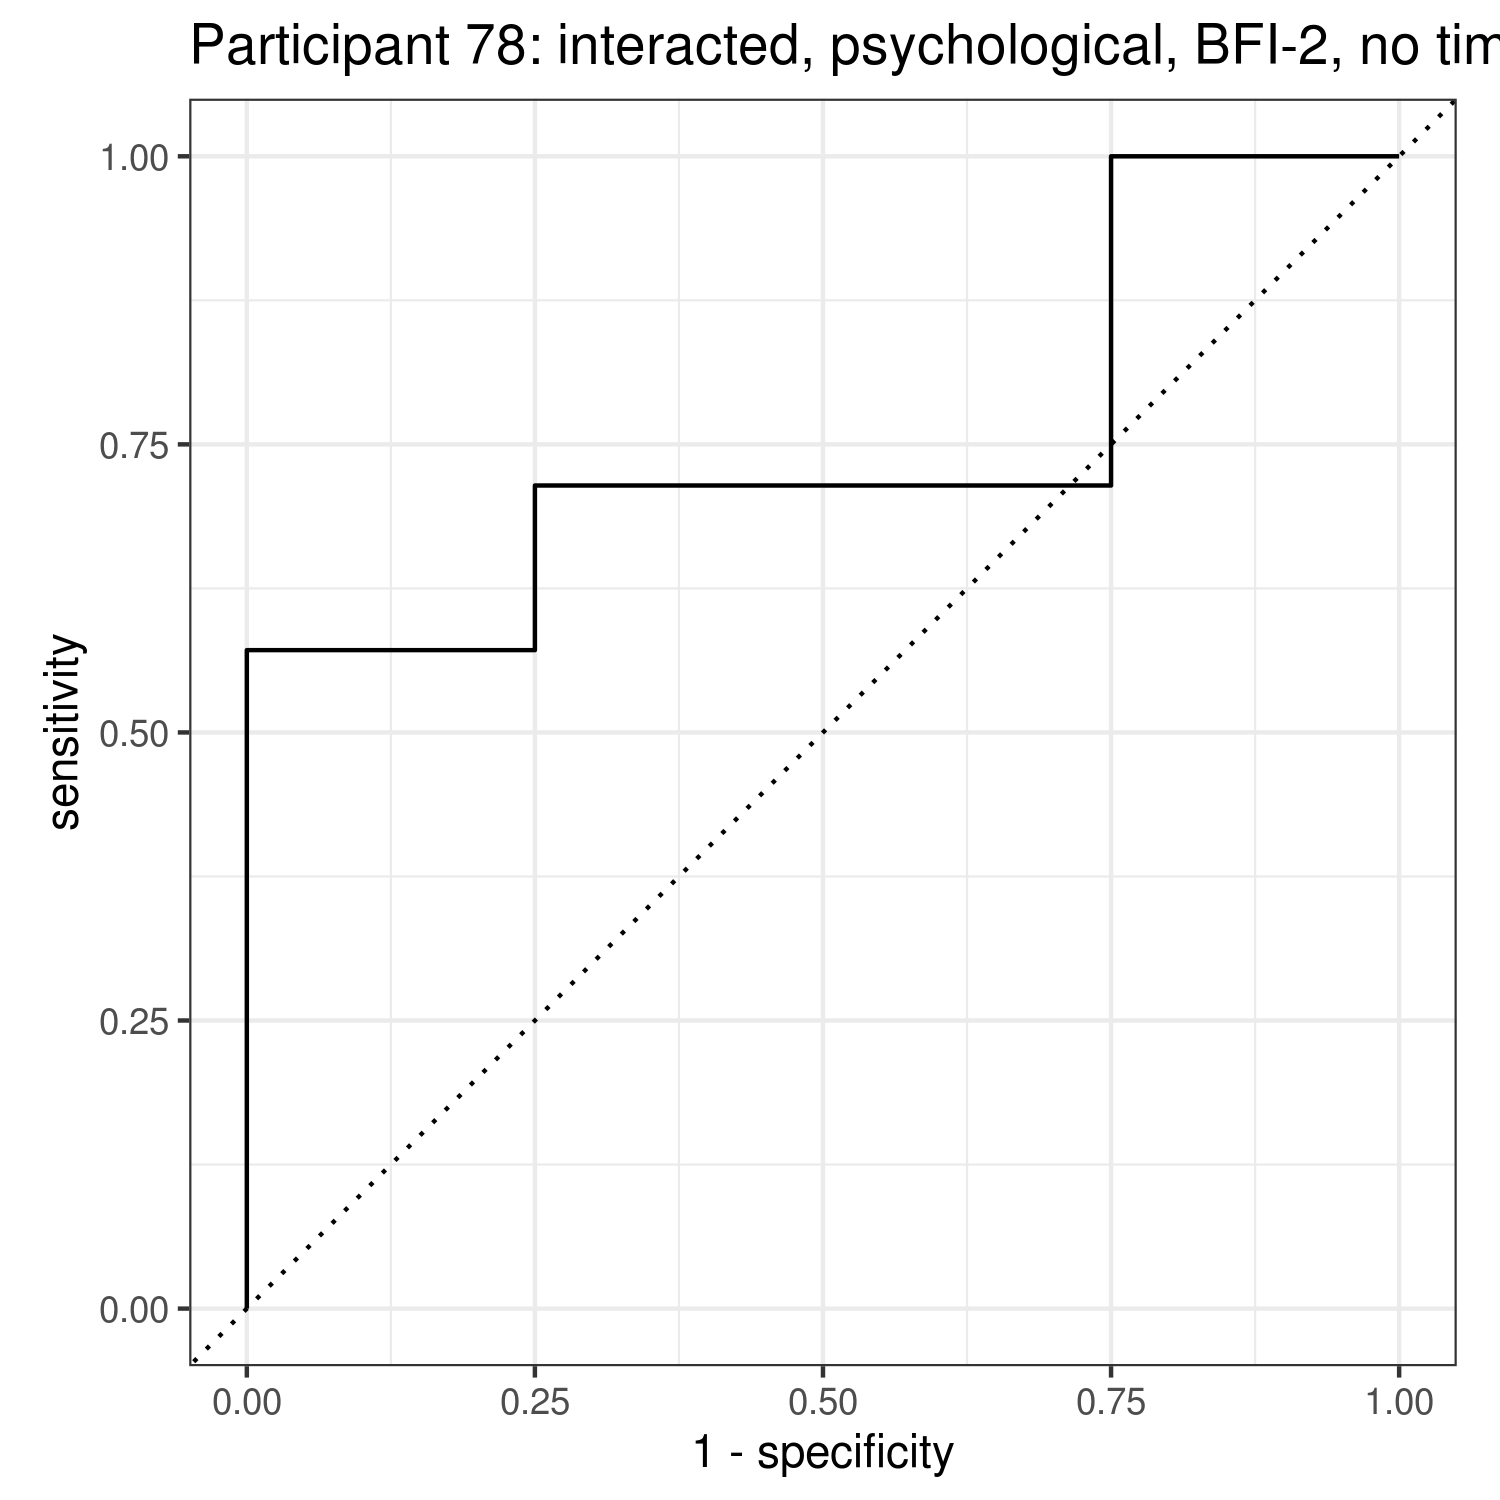 Participant 78: interacted, psychological, BFI-2, no
1.00
0.75
0.50
0.25
0.00
sensitivity
0.00 0.25 0.50 0.75 1.00
1 - specificity